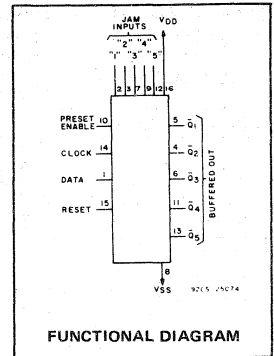 JAM
INPUTS
"2" "4" VDD
"1" "3" "5"
2 3 7 9 12 16
PRESET
ENABLE 10
5 Q̄1
CLOCK 14
4 Q̄2
DATA 1
6 Q̄3
RESET 15
11 Q̄4
13 Q̄5
BUFFERED OUT
8
VSS
92CS-25074
FUNCTIONAL DIAGRAM